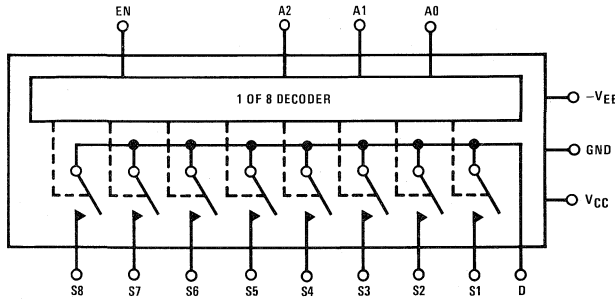 EN A2 A1 A0
1 OF 8 DECODER
-VEE
GND
VCC
S8 S7 S6 S5 S4 S3 S2 S1 D